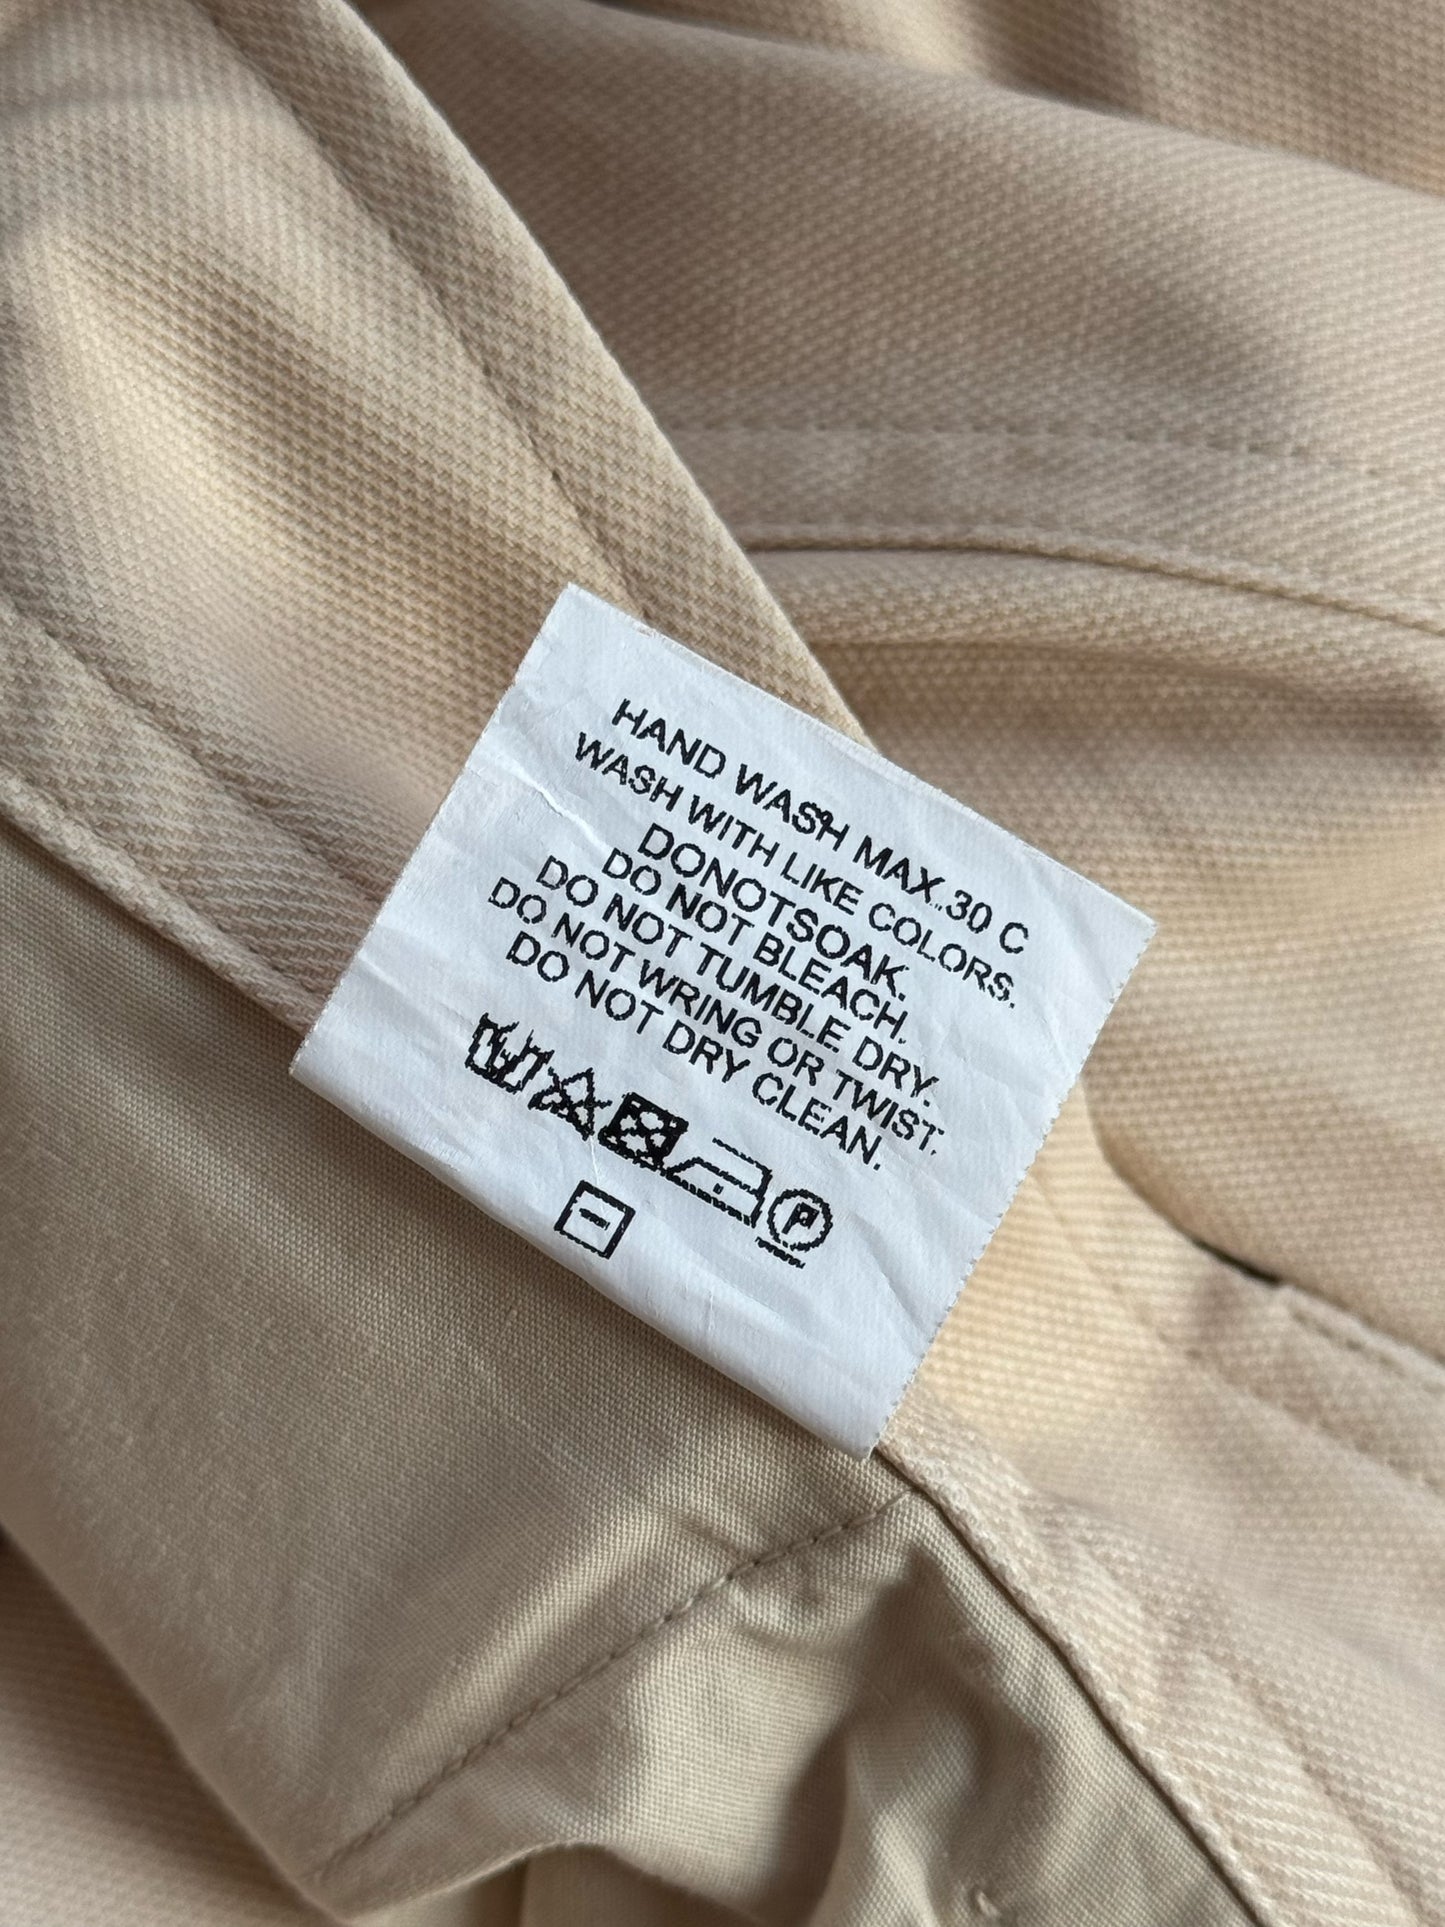 HAND WASH MAX..30 C
WASH WITH LIKE COLORS.
DONOTSOAK.
DO NOT BLEACH.
DO NOT TUMBLE DRY.
DO NOT WRING OR TWIST.
DO NOT DRY CLEAN.
P